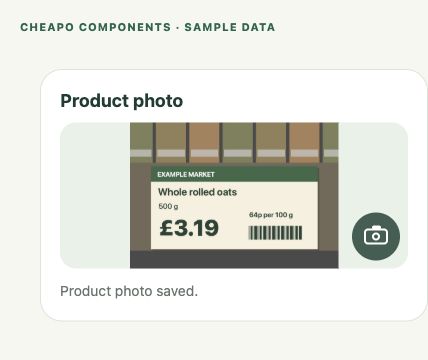 CHEAPO COMPONENTS · SAMPLE DATA
Product photo
EXAMPLE MARKET
Whole rolled oats
500 g
£3.19
64p per 100 g
Product photo saved.